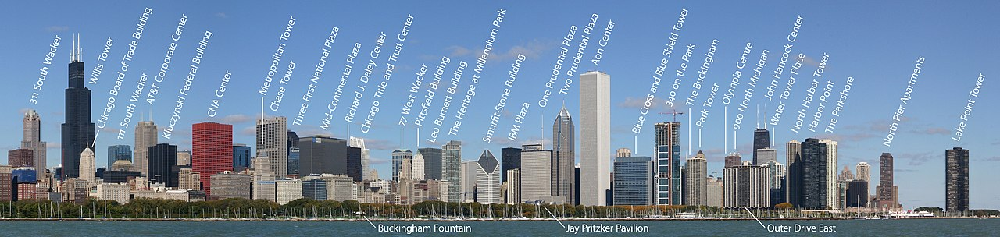 311 South Wacker
Willis Tower
Chicago Board of Trade Building
111 South Wacker
AT&T Corporate Center
Kluczynski Federal Building
CNA Center
Metropolitan Tower
Chase Tower
Three First National Plaza
Mid-Continental Plaza
Richard J. Daley Center
Chicago Title and Trust Center
77 West Wacker
Pittsfield Building
Leo Burnett Building
The Heritage at Millennium Park
Smurfit-Stone Building
IBM Plaza
One Prudential Plaza
Two Prudential Plaza
Aon Center
Blue Cross and Blue Shield Tower
340 on the Park
The Buckingham
Park Tower
Olympia Centre
900 North Michigan
John Hancock Center
Water Tower Place
North Harbor Tower
Harbor Point
The Parkshore
North Pier Apartments
Lake Point Tower
Buckingham Fountain
Jay Pritzker Pavilion
Outer Drive East